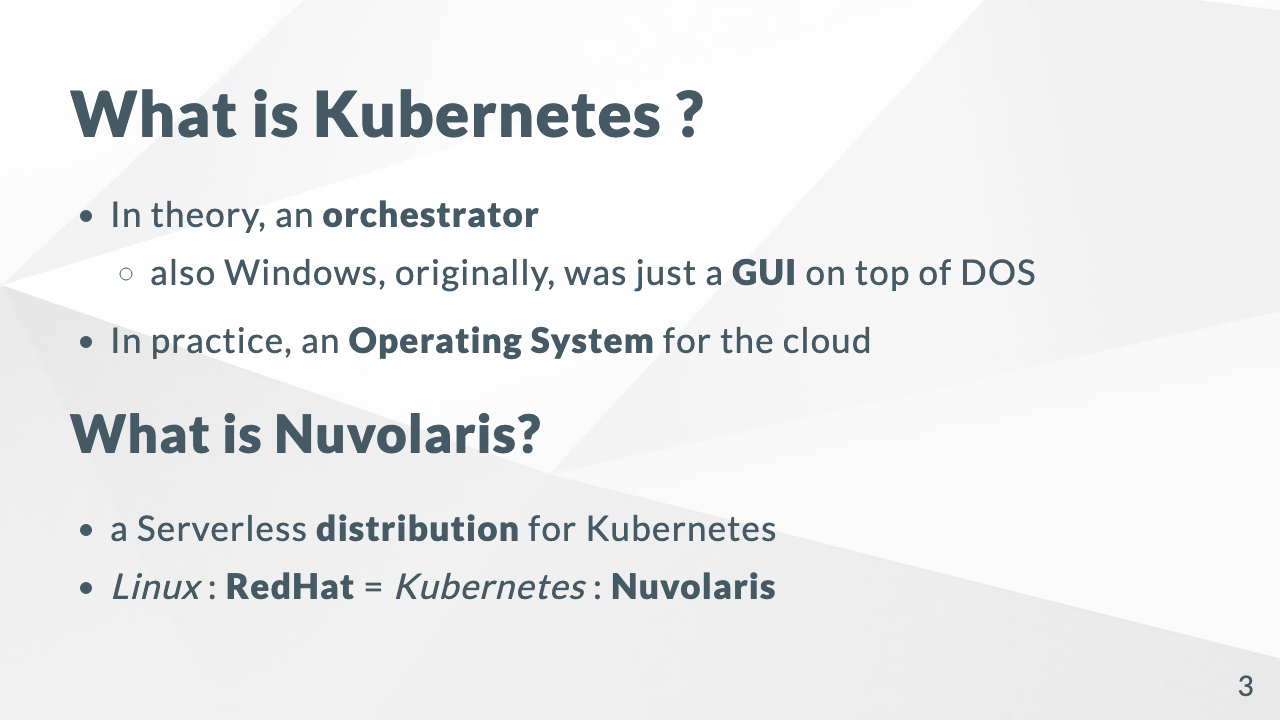 What is Kubernetes ?
• In theory, an orchestrator
◦ also Windows, originally, was just a GUI on top of DOS
• In practice, an Operating System for the cloud
What is Nuvolaris?
• a Serverless distribution for Kubernetes
• Linux : RedHat = Kubernetes : Nuvolaris
3